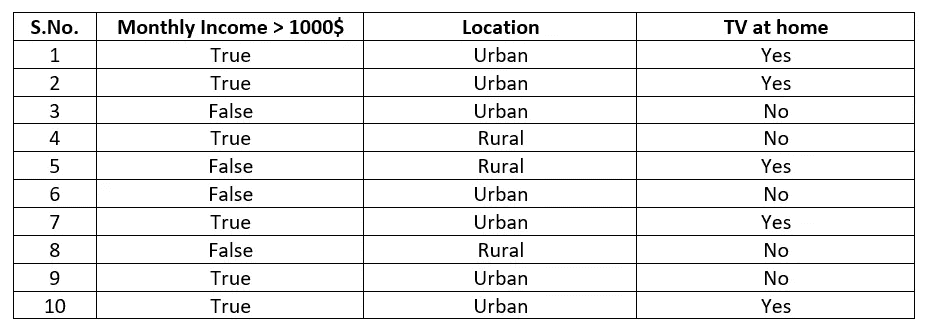 S.No. Monthly Income > 1000$ Location TV at home
1 True Urban Yes
2 True Urban Yes
3 False Urban No
4 True Rural No
5 False Rural Yes
6 False Urban No
7 True Urban Yes
8 False Rural No
9 True Urban No
10 True Urban Yes